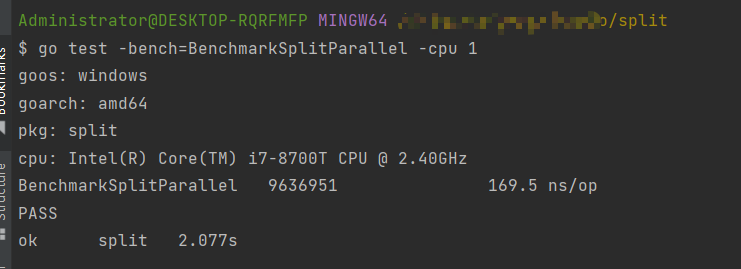 Administrator@DESKTOP-RQRFMFP MINGW64 /split
$ go test -bench=BenchmarkSplitParallel -cpu 1
goos: windows
goarch: amd64
pkg: split
cpu: Intel(R) Core(TM) i7-8700T CPU @ 2.40GHz
BenchmarkSplitParallel 9636951 169.5 ns/op
PASS
ok split 2.077s
Bookmarks
Structure